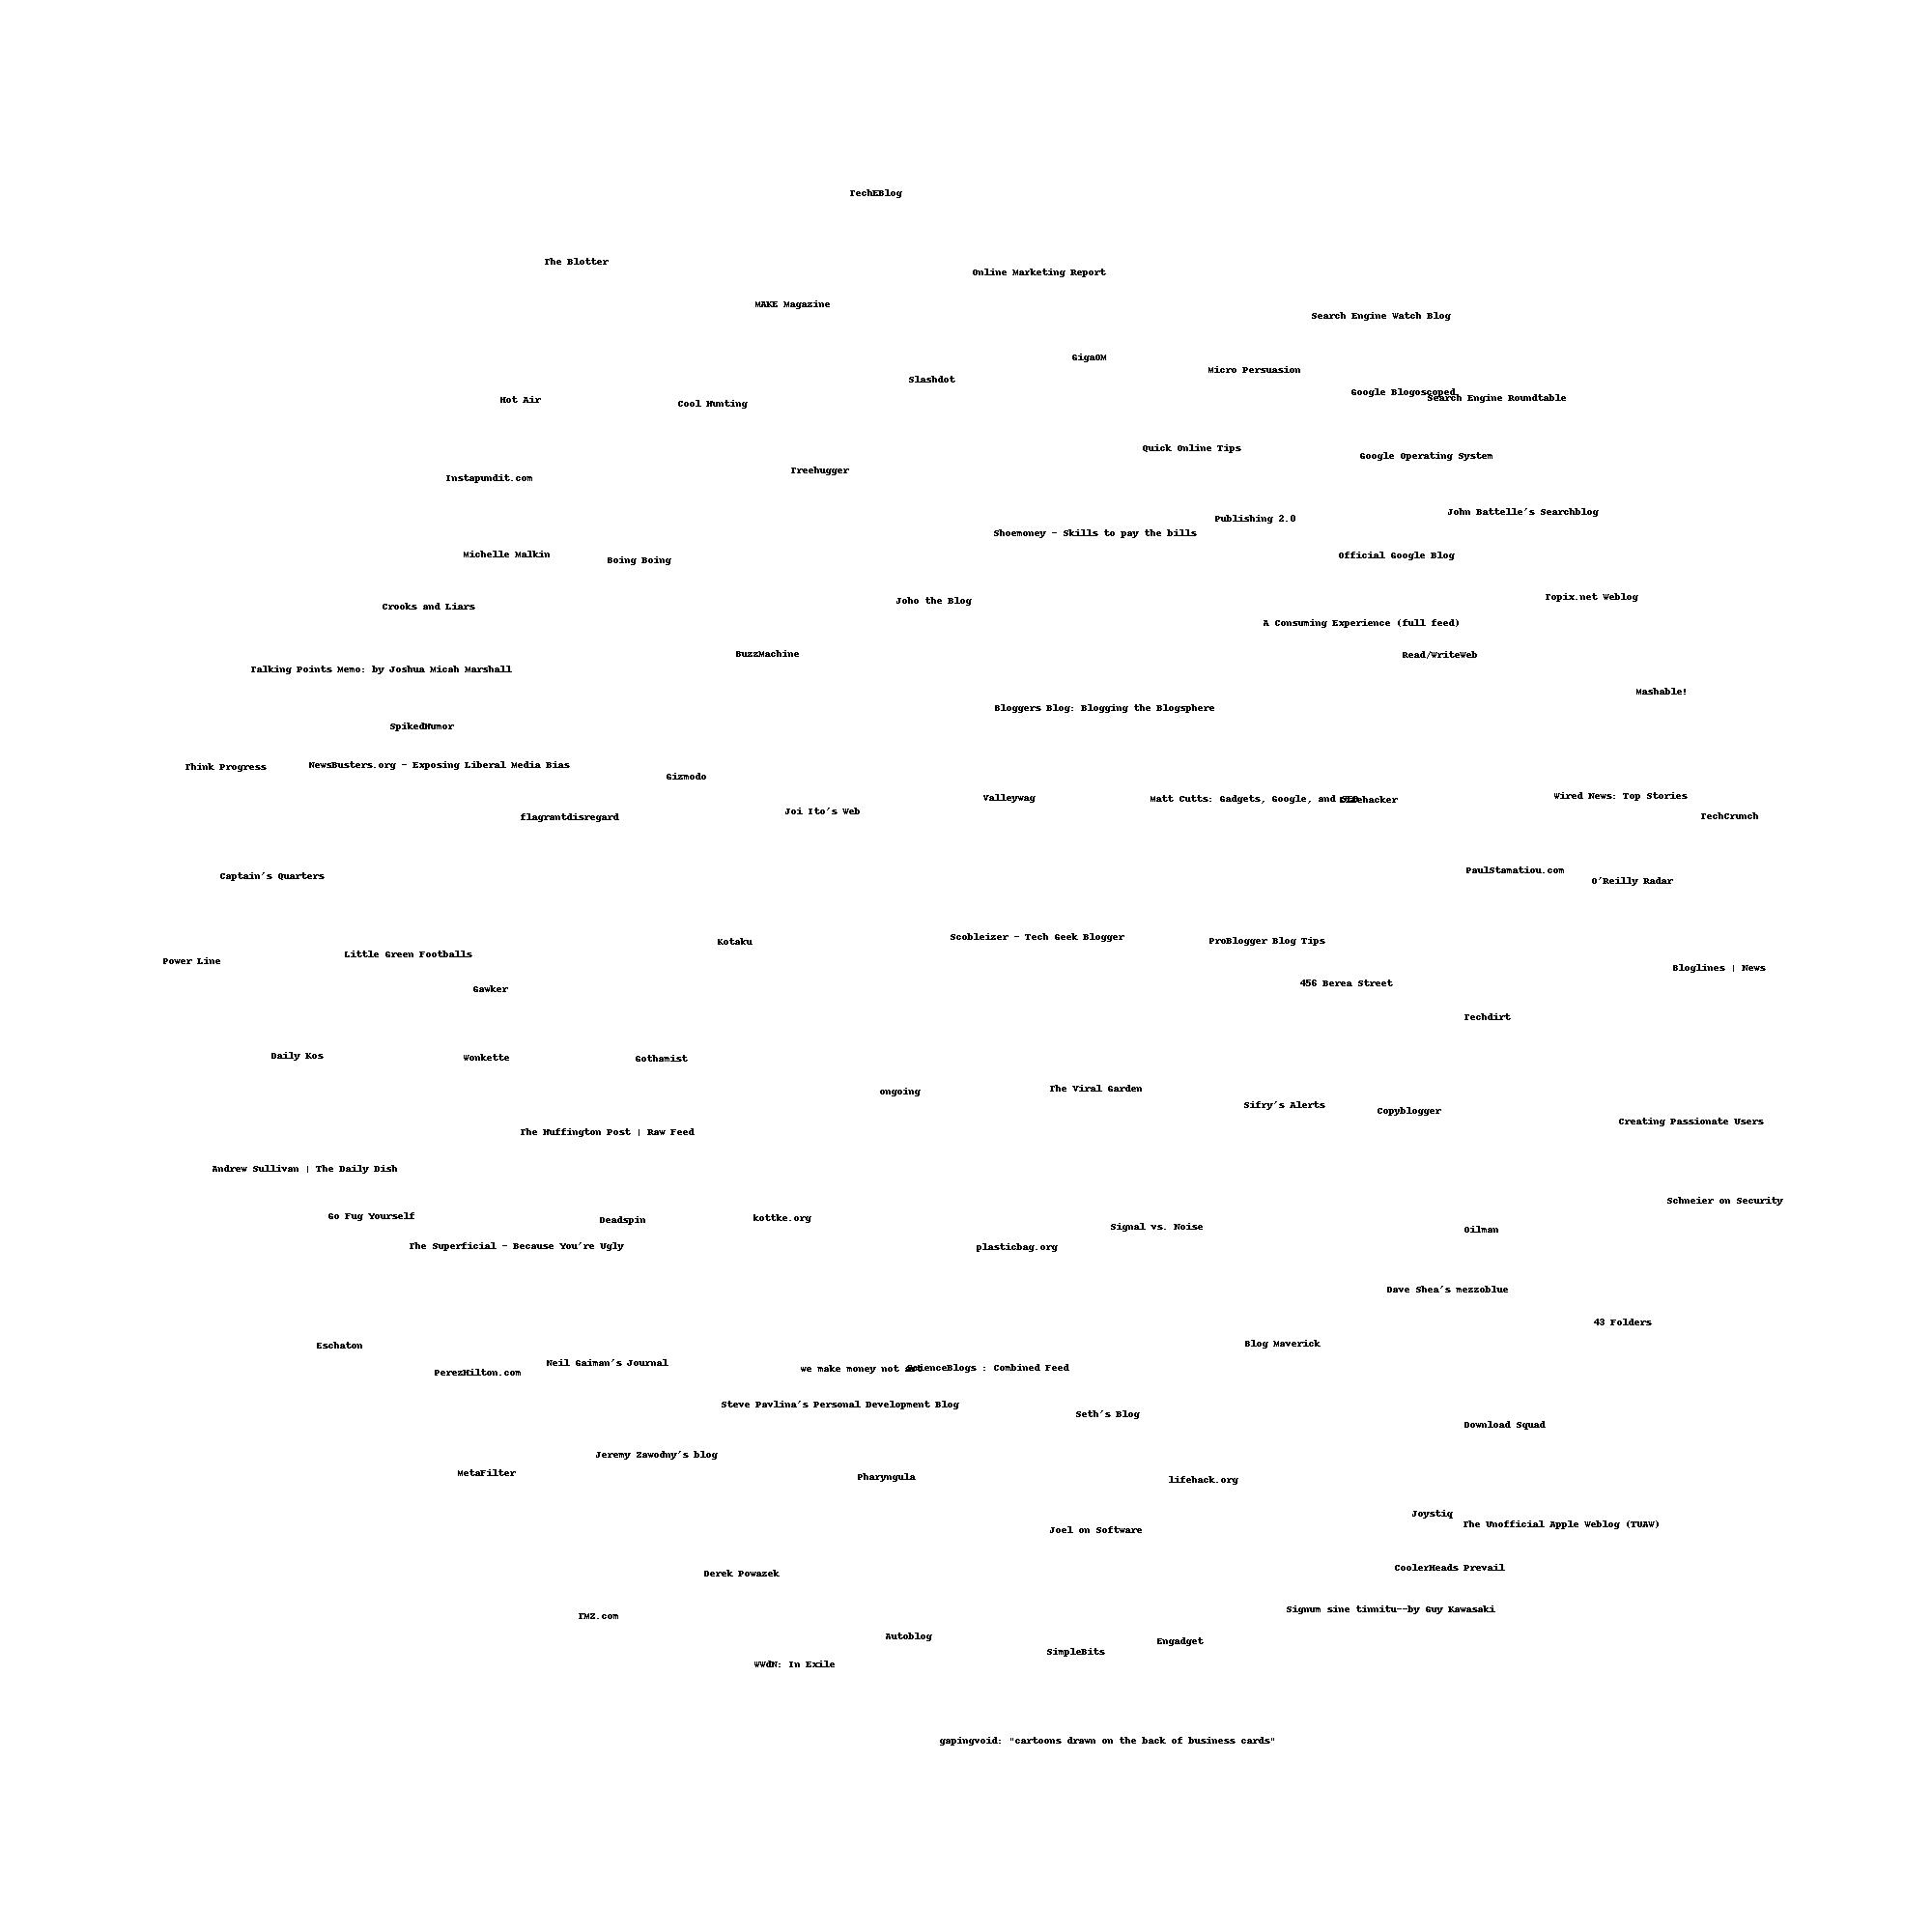 TechEBlog
The Blotter
Online Marketing Report
MAKE Magazine
Search Engine Watch Blog
GigaOM
Micro Persuasion
Slashdot
Google Blogoscoped
Search Engine Roundtable
Hot Air
Cool Hunting
Quick Online Tips
Google Operating System
Treehugger
Instapundit.com
John Battelle's Searchblog
Publishing 2.0
Shoemoney - Skills to pay the bills
Michelle Malkin
Official Google Blog
Boing Boing
Topix.net Weblog
Joho the Blog
Crooks and Liars
A Consuming Experience (full feed)
BuzzMachine
Read/WriteWeb
Talking Points Memo: by Joshua Micah Marshall
Mashable!
Bloggers Blog: Blogging the Blogsphere
SpikedHumor
Think Progress
NewsBusters.org - Exposing Liberal Media Bias
Gizmodo
Valleywag
Matt Cutts: Gadgets, Google, and SEO
Lifehacker
Wired News: Top Stories
Joi Ito's Web
flagrantdisregard
TechCrunch
PaulStamatiou.com
Captain's Quarters
O'Reilly Radar
Scobleizer - Tech Geek Blogger
Kotaku
ProBlogger Blog Tips
Little Green Footballs
Power Line
Bloglines | News
456 Berea Street
Gawker
Techdirt
Daily Kos
Wonkette
Gothamist
The Viral Garden
ongoing
Sifry's Alerts
Copyblogger
Creating Passionate Users
The Huffington Post | Raw Feed
Andrew Sullivan | The Daily Dish
Schneier on Security
Go Fug Yourself
Deadspin
kottke.org
Signal vs. Noise
Oilman
The Superficial - Because You're Ugly
plasticbag.org
Dave Shea's mezzoblue
43 Folders
Eschaton
Blog Maverick
Neil Gaiman's Journal
we make money not art
ScienceBlogs : Combined Feed
PerezHilton.com
Steve Pavlina's Personal Development Blog
Seth's Blog
Download Squad
Jeremy Zawodny's blog
MetaFilter
Pharyngula
lifehack.org
Joystiq
The Unofficial Apple Weblog (TUAW)
Joel on Software
CoolerHeads Prevail
Derek Powazek
Signum sine tinnitu--by Guy Kawasaki
TMZ.com
Autoblog
Engadget
SimpleBits
WWdN: In Exile
gapingvoid: "cartoons drawn on the back of business cards"